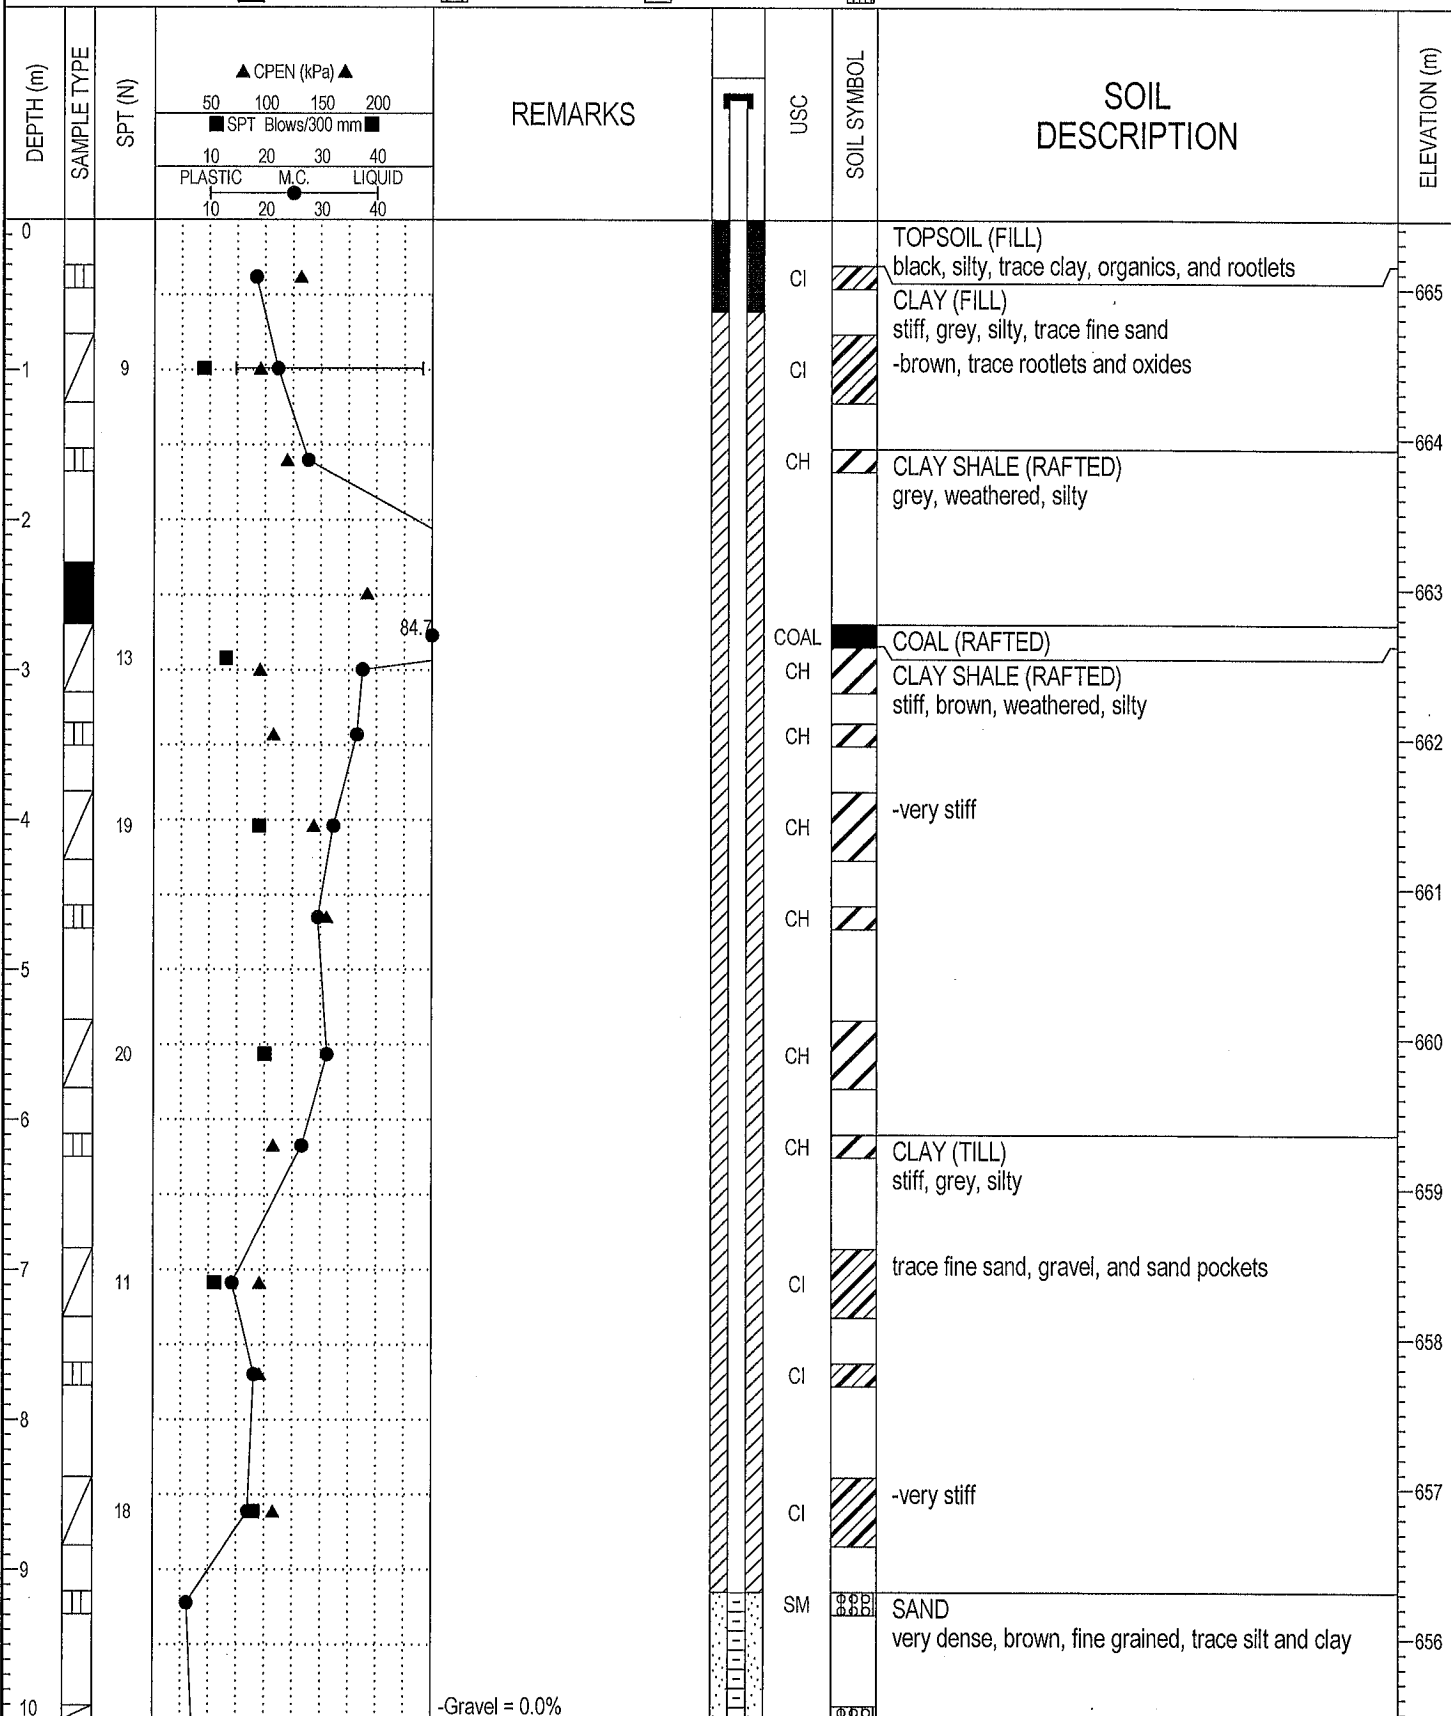 DEPTH (m)
SAMPLE TYPE
SPT (N)
▲ CPEN (kPa) ▲
50 100 150 200
■ SPT Blows/300 mm ■
10 20 30 40
PLASTIC M.C. LIQUID
10 20 30 40
REMARKS
USC
SOIL SYMBOL
SOIL
DESCRIPTION
ELEVATION (m)
0
TOPSOIL (FILL)
CI
black, silty, trace clay, organics, and rootlets
665
CLAY (FILL)
stiff, grey, silty, trace fine sand
1
9
CI
-brown, trace rootlets and oxides
664
CH
CLAY SHALE (RAFTED)
grey, weathered, silty
2
663
84.7
COAL
COAL (RAFTED)
13
3
CH
CLAY SHALE (RAFTED)
stiff, brown, weathered, silty
CH
662
-very stiff
4
19
CH
661
CH
5
20
CH
660
6
CH
CLAY (TILL)
stiff, grey, silty
659
trace fine sand, gravel, and sand pockets
7
11
CI
658
CI
8
-very stiff
657
18
CI
9
SM
SAND
very dense, brown, fine grained, trace silt and clay
656
10
-Gravel = 0.0%